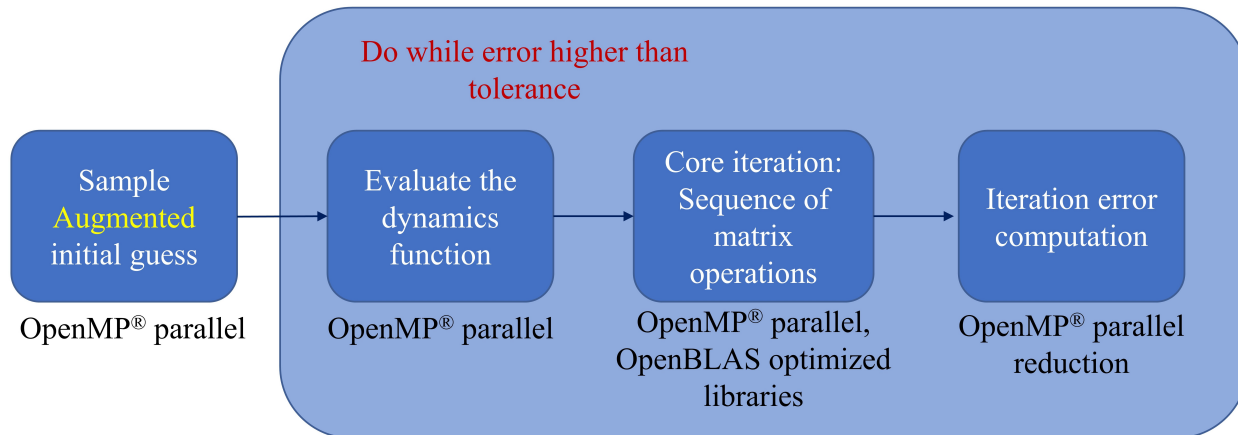 Do while error higher than
tolerance
Sample
Augmented
initial guess
OpenMP® parallel
Evaluate the
dynamics
function
OpenMP® parallel
Core iteration:
Sequence of
matrix
operations
OpenMP® parallel,
OpenBLAS optimized
libraries
Iteration error
computation
OpenMP® parallel
reduction